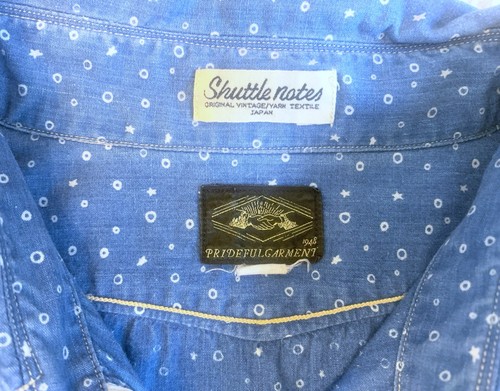 Shuttle notes
ORIGINAL VINTAGE/YARN TEXTILE
JAPAN
1948
PRIDEFULGARMENT